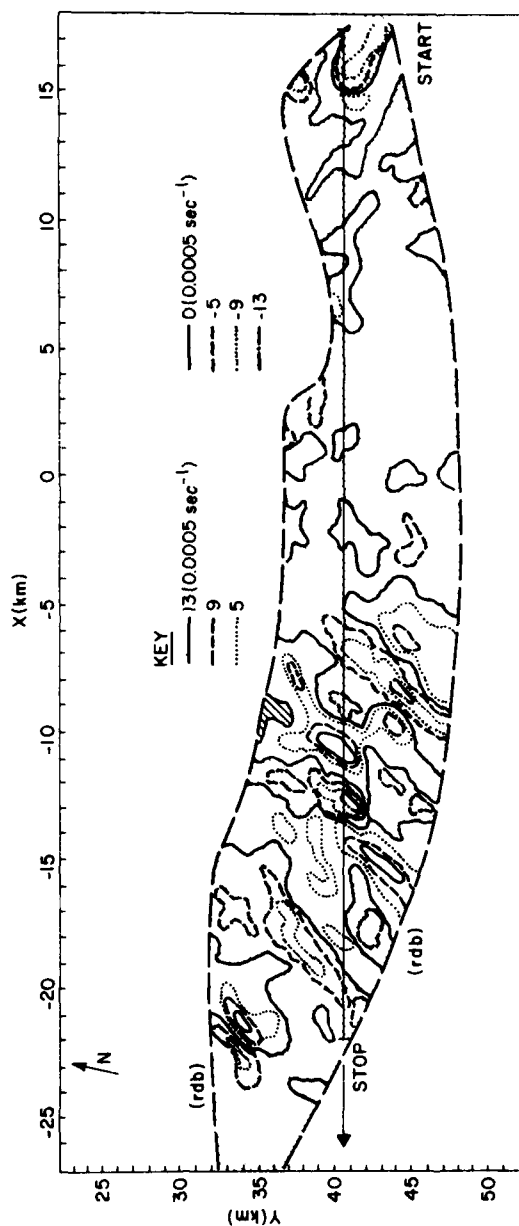 X(km)
-25 -20 -15 -10 -5 0 5 10 15
Y(km)
25
30
35
40
45
50
N
KEY
13(0.0005 sec⁻¹)
9
5
0(0.0005 sec⁻¹)
-5
-9
-13
(rdb)
(rdb)
START
STOP